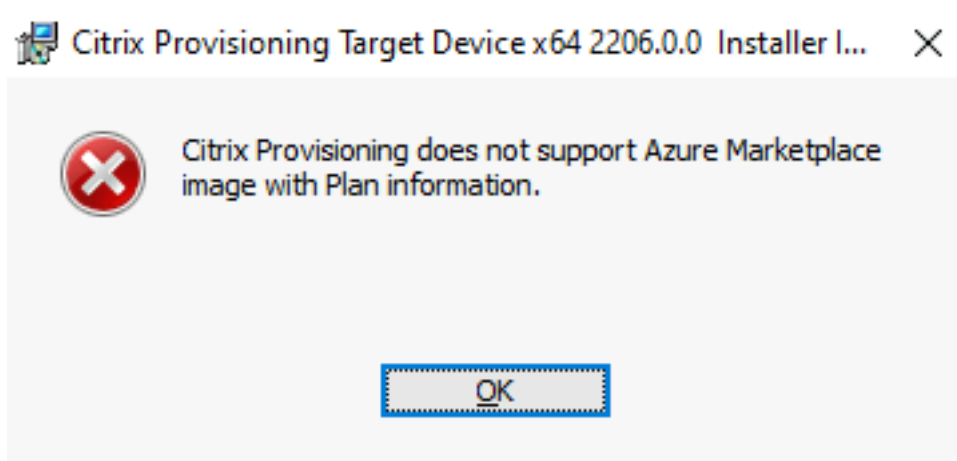 Citrix Provisioning Target Device x64 2206.0.0 Installer I...
Citrix Provisioning does not support Azure Marketplace
image with Plan information.
OK